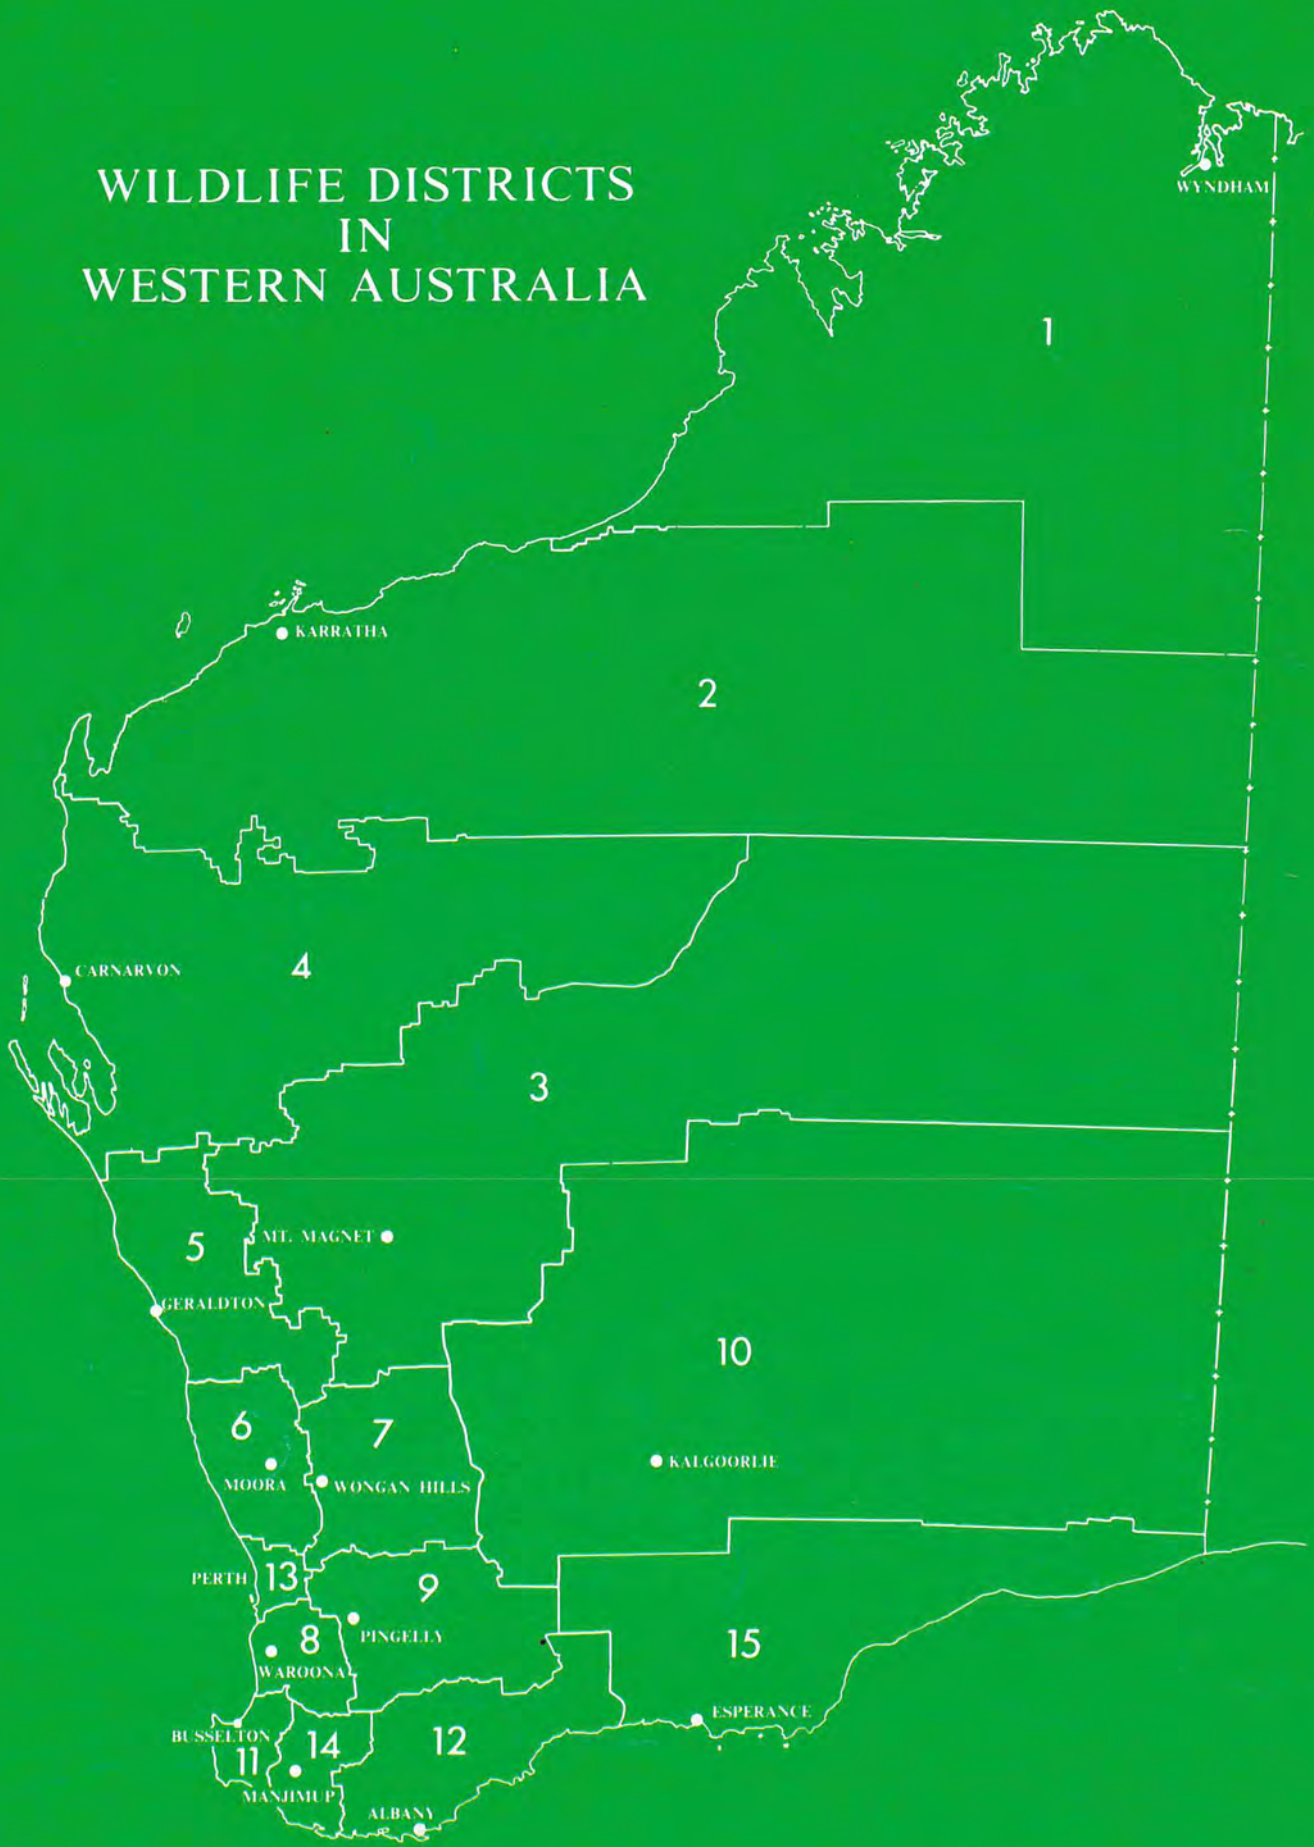 WILDLIFE DISTRICTS
IN
WESTERN AUSTRALIA
WYNDHAM
1
KARRATHA
2
CARNARVON
4
3
5
MT. MAGNET
GERALDTON
10
6
7
KALGOORLIE
MOORA
WONGAN HILLS
PERTH
13
9
8
PINGELLY
15
WAROONA
ESPERANCE
BUSSELTON
11
14
12
MANJIMUP
ALBANY